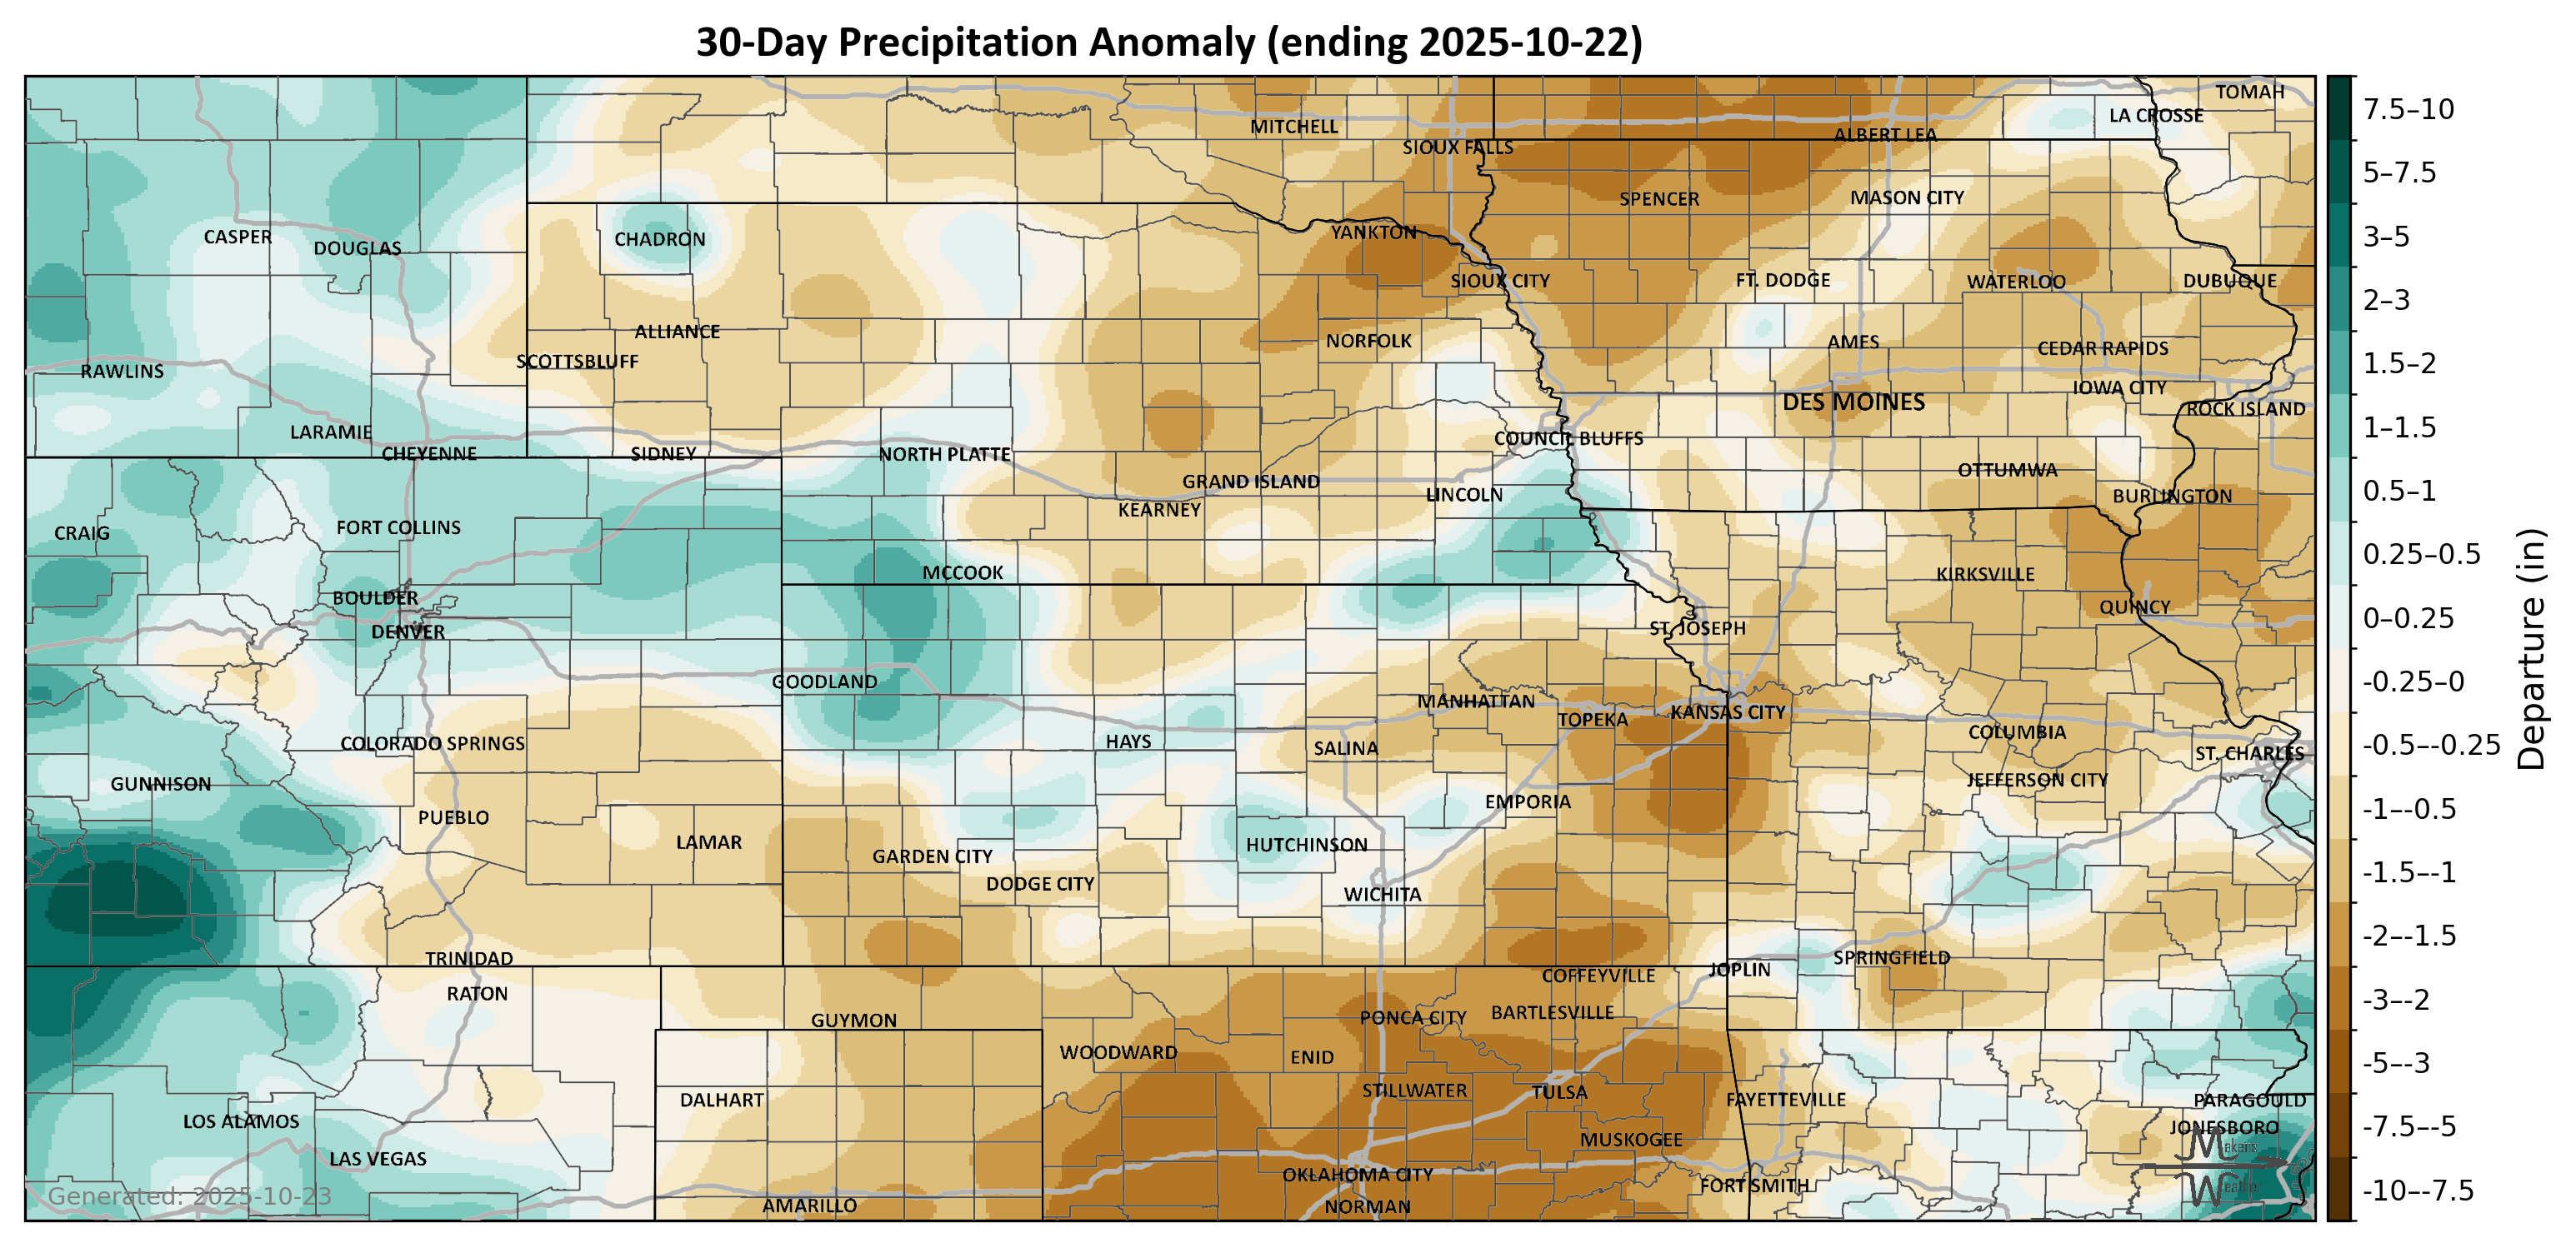 30-Day Precipitation Anomaly (ending 2025-10-22)
TOMAH
LA CROSSE
MITCHELL
ALBERT LEA
SIOUX FALLS
SPENCER
MASON CITY
YANKTON
CASPER
CHADRON
DOUGLAS
SIOUX CITY
FT. DODGE
WATERLOO
DUBUQUE
ALLIANCE
NORFOLK
AMES
CEDAR RAPIDS
SCOTTSBLUFF
RAWLINS
IOWA CITY
DES MOINES
ROCK ISLAND
LARAMIE
COUNCIL BLUFFS
CHEYENNE
SIDNEY
NORTH PLATTE
OTTUMWA
GRAND ISLAND
LINCOLN
BURLINGTON
KEARNEY
CRAIG
FORT COLLINS
MCCOOK
KIRKSVILLE
BOULDER
QUINCY
DENVER
ST. JOSEPH
GOODLAND
MANHATTAN
TOPEKA
KANSAS CITY
COLUMBIA
COLORADO SPRINGS
HAYS
SALINA
ST. CHARLES
GUNNISON
JEFFERSON CITY
EMPORIA
PUEBLO
LAMAR
HUTCHINSON
GARDEN CITY
DODGE CITY
WICHITA
TRINIDAD
SPRINGFIELD
JOPLIN
COFFEYVILLE
RATON
GUYMON
PONCA CITY
BARTLESVILLE
WOODWARD
ENID
STILLWATER
TULSA
DALHART
FAYETTEVILLE
PARAGOULD
LOS ALAMOS
JONESBORO
MUSKOGEE
LAS VEGAS
OKLAHOMA CITY
FORT SMITH
AMARILLO
NORMAN
Generated: 2025-10-23
7.5–10
5–7.5
3–5
2–3
1.5–2
1–1.5
0.5–1
0.25–0.5
0–0.25
-0.25–0
-0.5–-0.25
-1–-0.5
-1.5–-1
-2–-1.5
-3–-2
-5–-3
-7.5–-5
-10–-7.5
Departure (in)